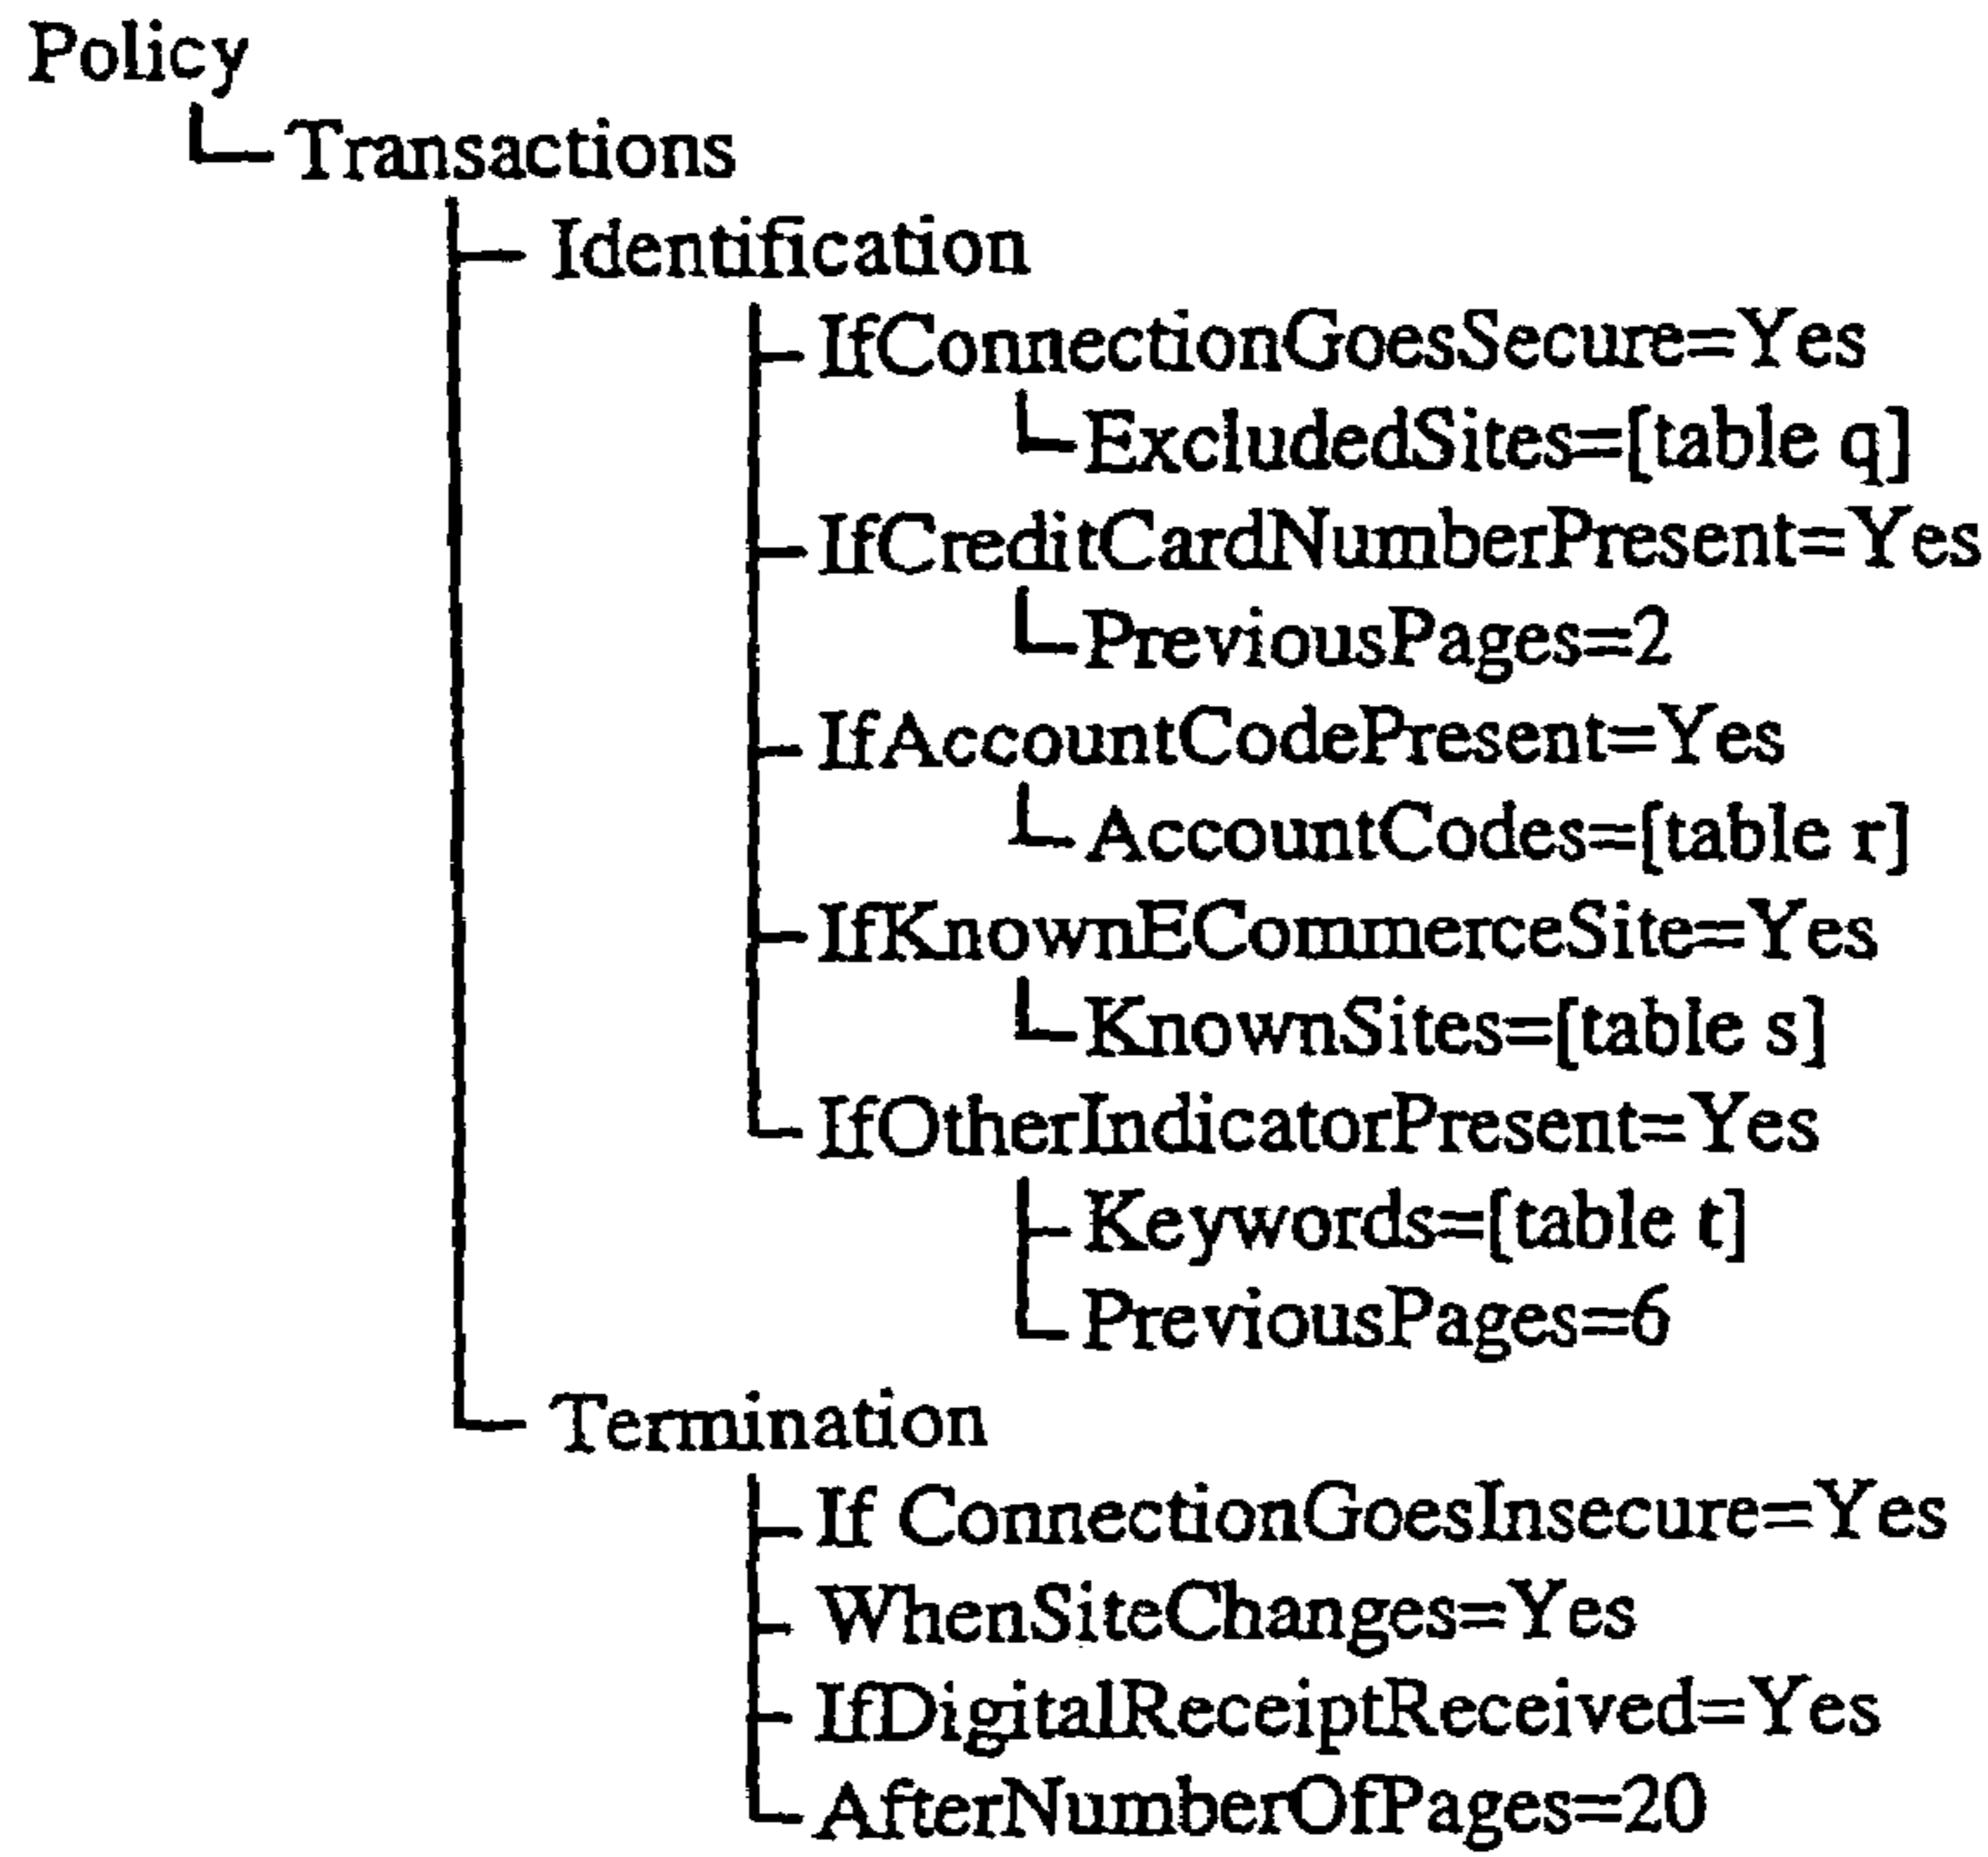 Policy
Transactions
Identification
IfConnectionGoesSecure=Yes
ExcludedSites=[table q]
IfCreditCardNumberPresent=Yes
PreviousPages=2
IfAccountCodePresent=Yes
AccountCodes=[table r]
IfKnownECommerceSite=Yes
KnownSites=[table s]
IfOtherIndicatorPresent=Yes
Keywords=[table t]
PreviousPages=6
Termination
If ConnectionGoesInsecure=Yes
WhenSiteChanges=Yes
IfDigitalReceiptReceived=Yes
AfterNumberOfPages=20